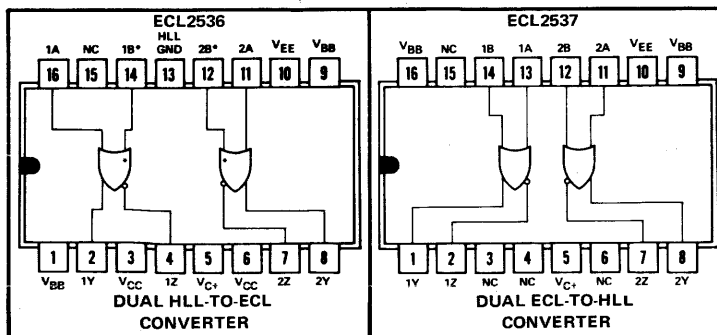 ECL2536
1A NC 1B* HLL GND 2B* 2A VEE VBB
16 15 14 13 12 11 10 9
1 2 3 4 5 6 7 8
VBB 1Y VCC 1Z VC+ VCC 2Z 2Y
DUAL HLL-TO-ECL
CONVERTER
ECL2537
VBB NC 1B 1A 2B 2A VEE VBB
16 15 14 13 12 11 10 9
1 2 3 4 5 6 7 8
1Y 1Z NC NC VC+ NC 2Z 2Y
DUAL ECL-TO-HLL
CONVERTER